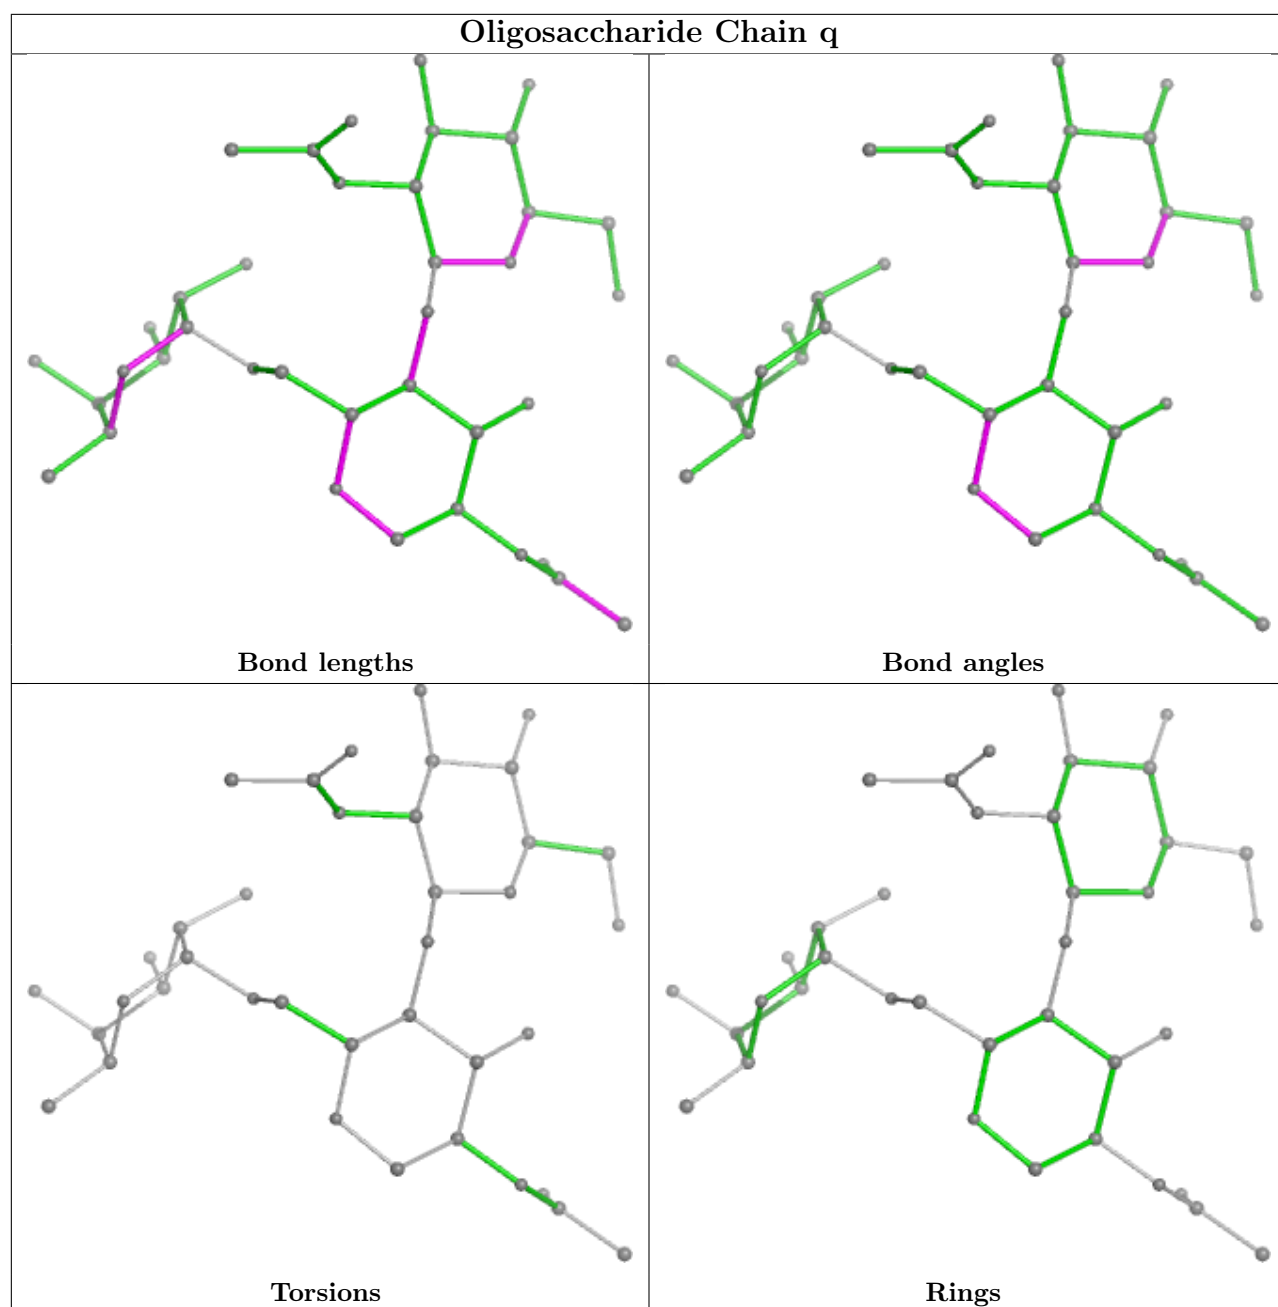 Oligosaccharide Chain q
Bond lengths
Bond angles
Torsions
Rings